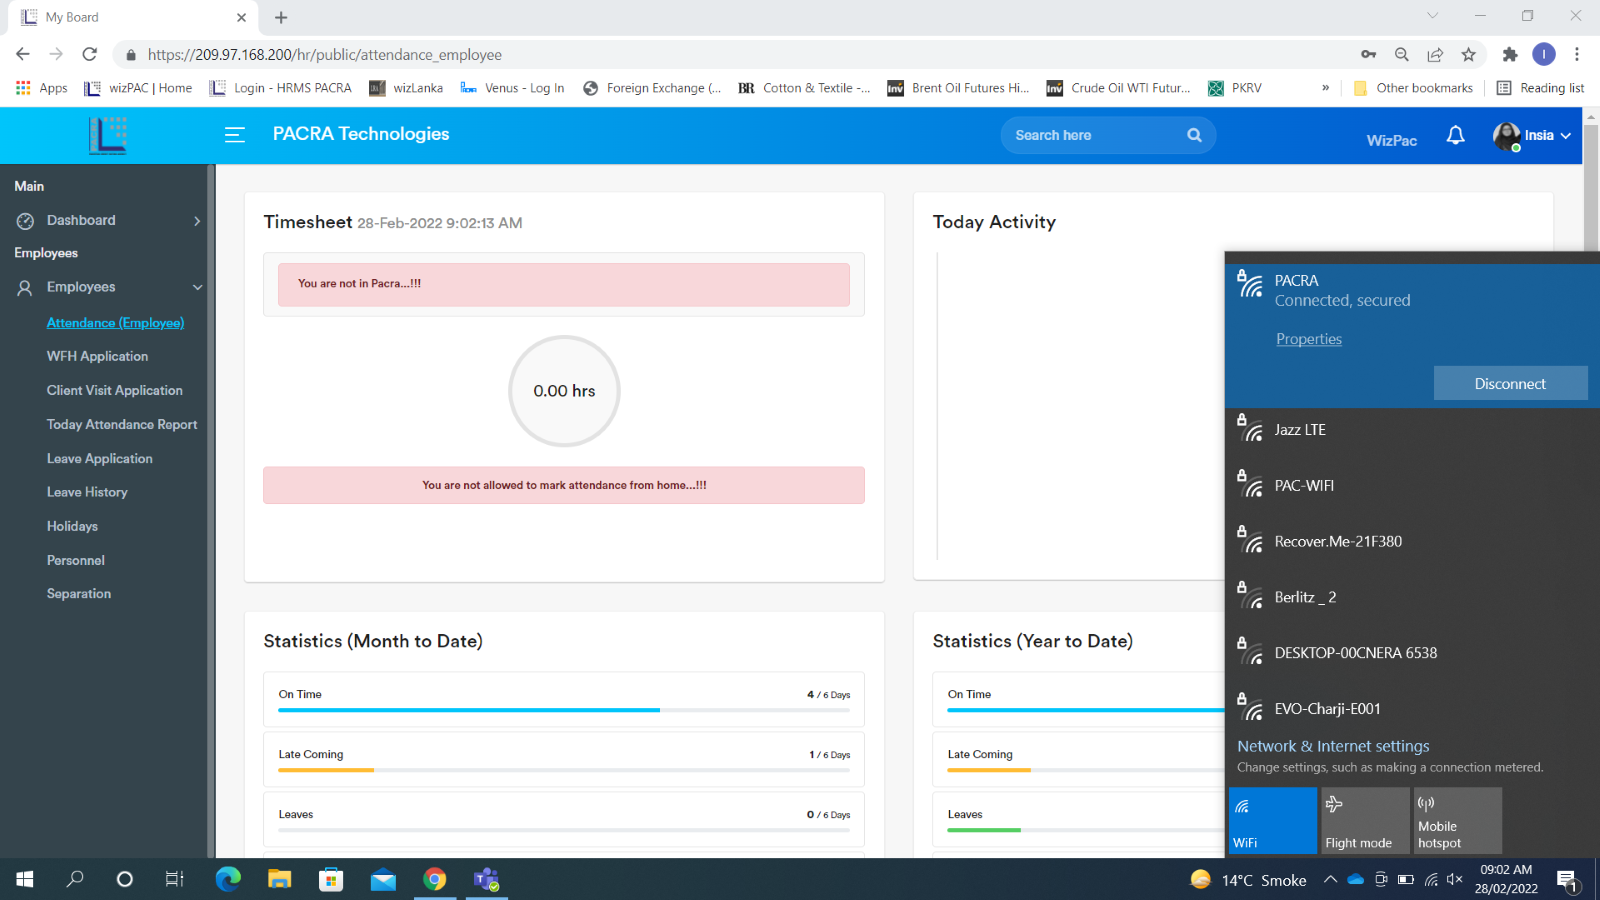 My Board
https://209.97.168.200/hr/public/attendance_employee
I
Apps
wizPAC | Home
Login - HRMS PACRA
wizLanka
Venus - Log In
Foreign Exchange (...
BR
Cotton & Textile -...
Inv
Brent Oil Futures Hi...
Inv
Crude Oil WTI Futur...
PKRV
»
Other bookmarks
Reading list
PACRA
PACRA Technologies
Search here
WizPac
Insia
Main
Dashboard
Employees
Employees
Attendance (Employee)
WFH Application
Client Visit Application
Today Attendance Report
Leave Application
Leave History
Holidays
Personnel
Separation
Timesheet 28-Feb-2022 9:02:13 AM
You are not in Pacra...!!!
0.00 hrs
You are not allowed to mark attendance from home...!!!
Today Activity
Statistics (Month to Date)
On Time 4 / 6 Days
Late Coming 1 / 6 Days
Leaves 0 / 6 Days
Statistics (Year to Date)
On Time
Late Coming
Leaves
PACRA
Connected, secured
Properties
Disconnect
Jazz LTE
PAC-WIFI
Recover.Me-21F380
Berlitz _ 2
DESKTOP-00CNERA 6538
EVO-Charji-E001
Network & Internet settings
Change settings, such as making a connection metered.
WiFi
Flight mode
Mobile hotspot
14°C Smoke
09:02 AM
28/02/2022
1